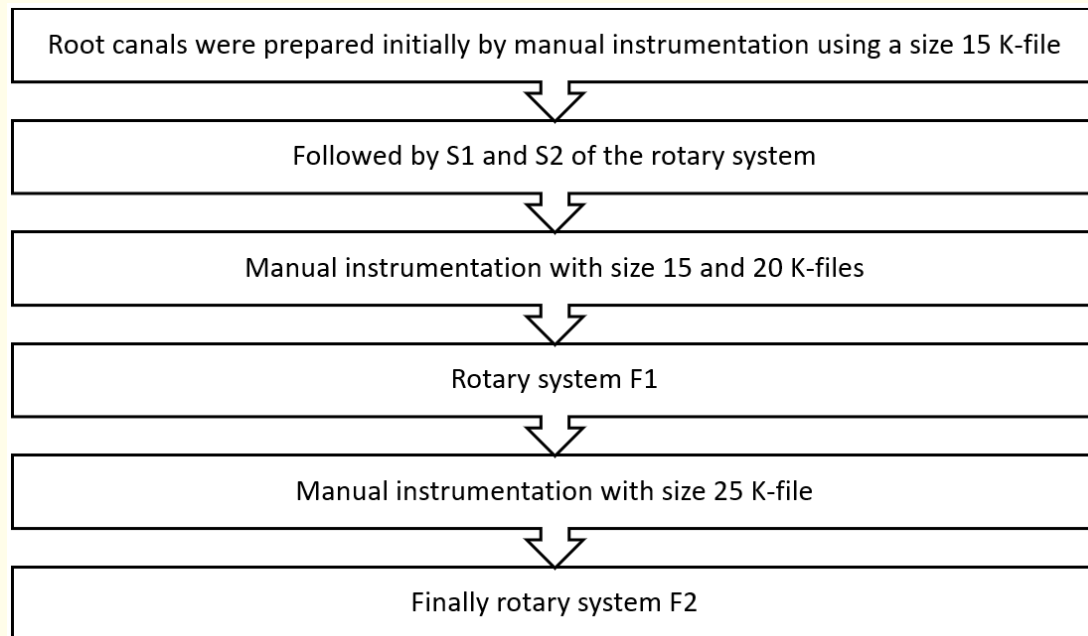 Root canals were prepared initially by manual instrumentation using a size 15 K-file
Followed by S1 and S2 of the rotary system
Manual instrumentation with size 15 and 20 K-files
Rotary system F1
Manual instrumentation with size 25 K-file
Finally rotary system F2